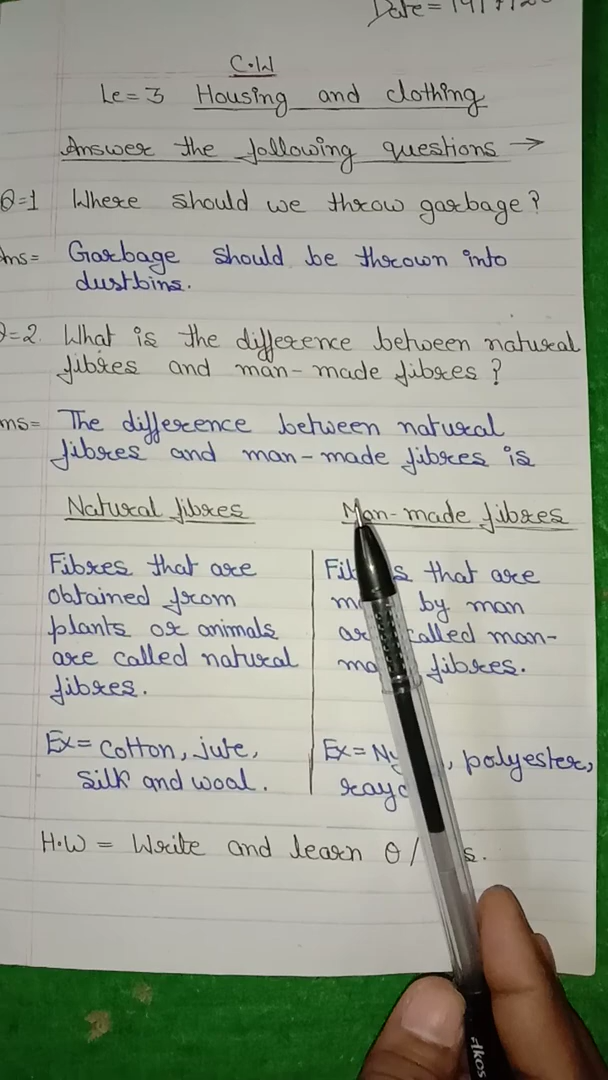 Date = 19/7/20
C.W
Le=3 Housing and clothing
Answer the following questions →
Q=1 Where should we throw garbage?
Ans= Garbage should be thrown into
dustbins.
Q=2. What is the difference between natural
fibres and man-made fibres?
Ans= The difference between natural
fibres and man-made fibres is
Natural fibres
Man-made fibres
Fibres that are
obtained from
plants or animals
are called natural
fibres.
Ex= Cotton, jute,
Silk and woal.
that are
by man
called man-
fibres.
Ex= , polyester,
H.W = Write and learn Q/
Akos